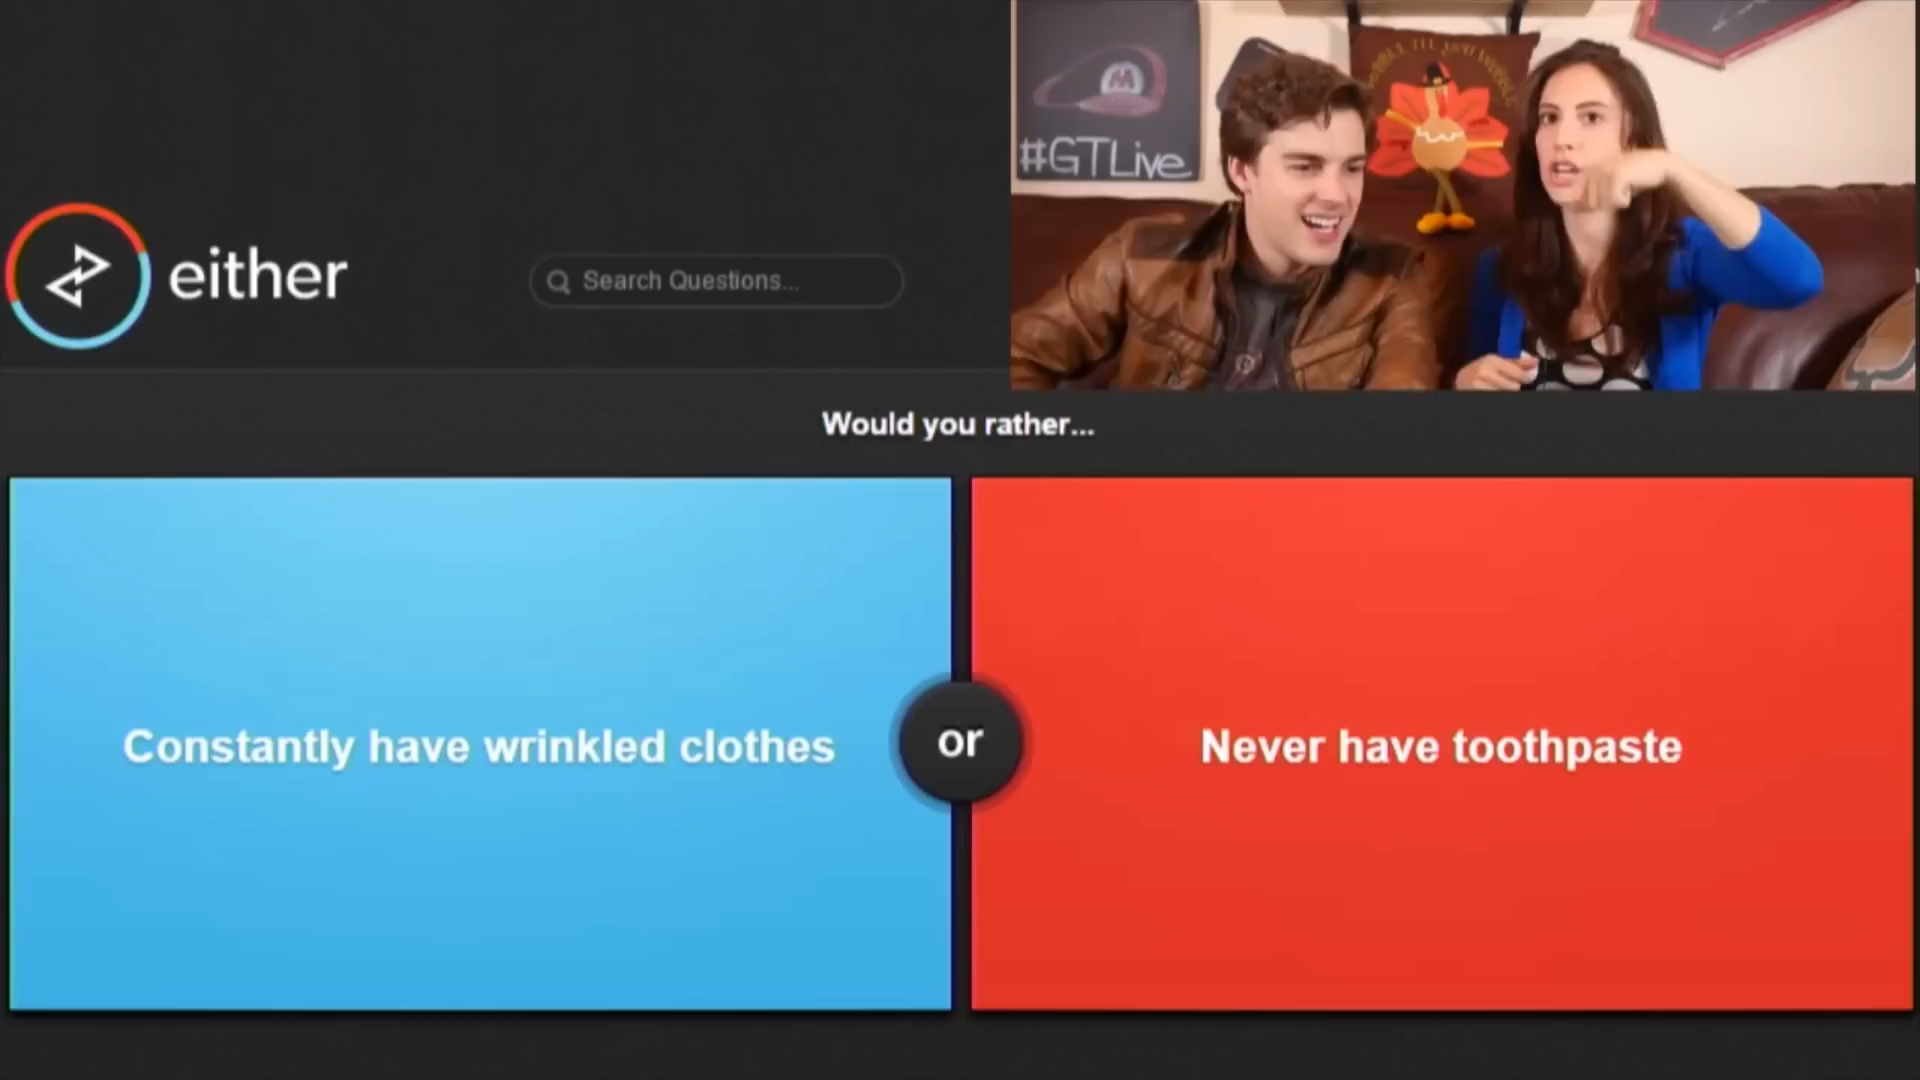 #GTLive
either
Search Questions...
Would you rather...
Constantly have wrinkled clothes
or
Never have toothpaste